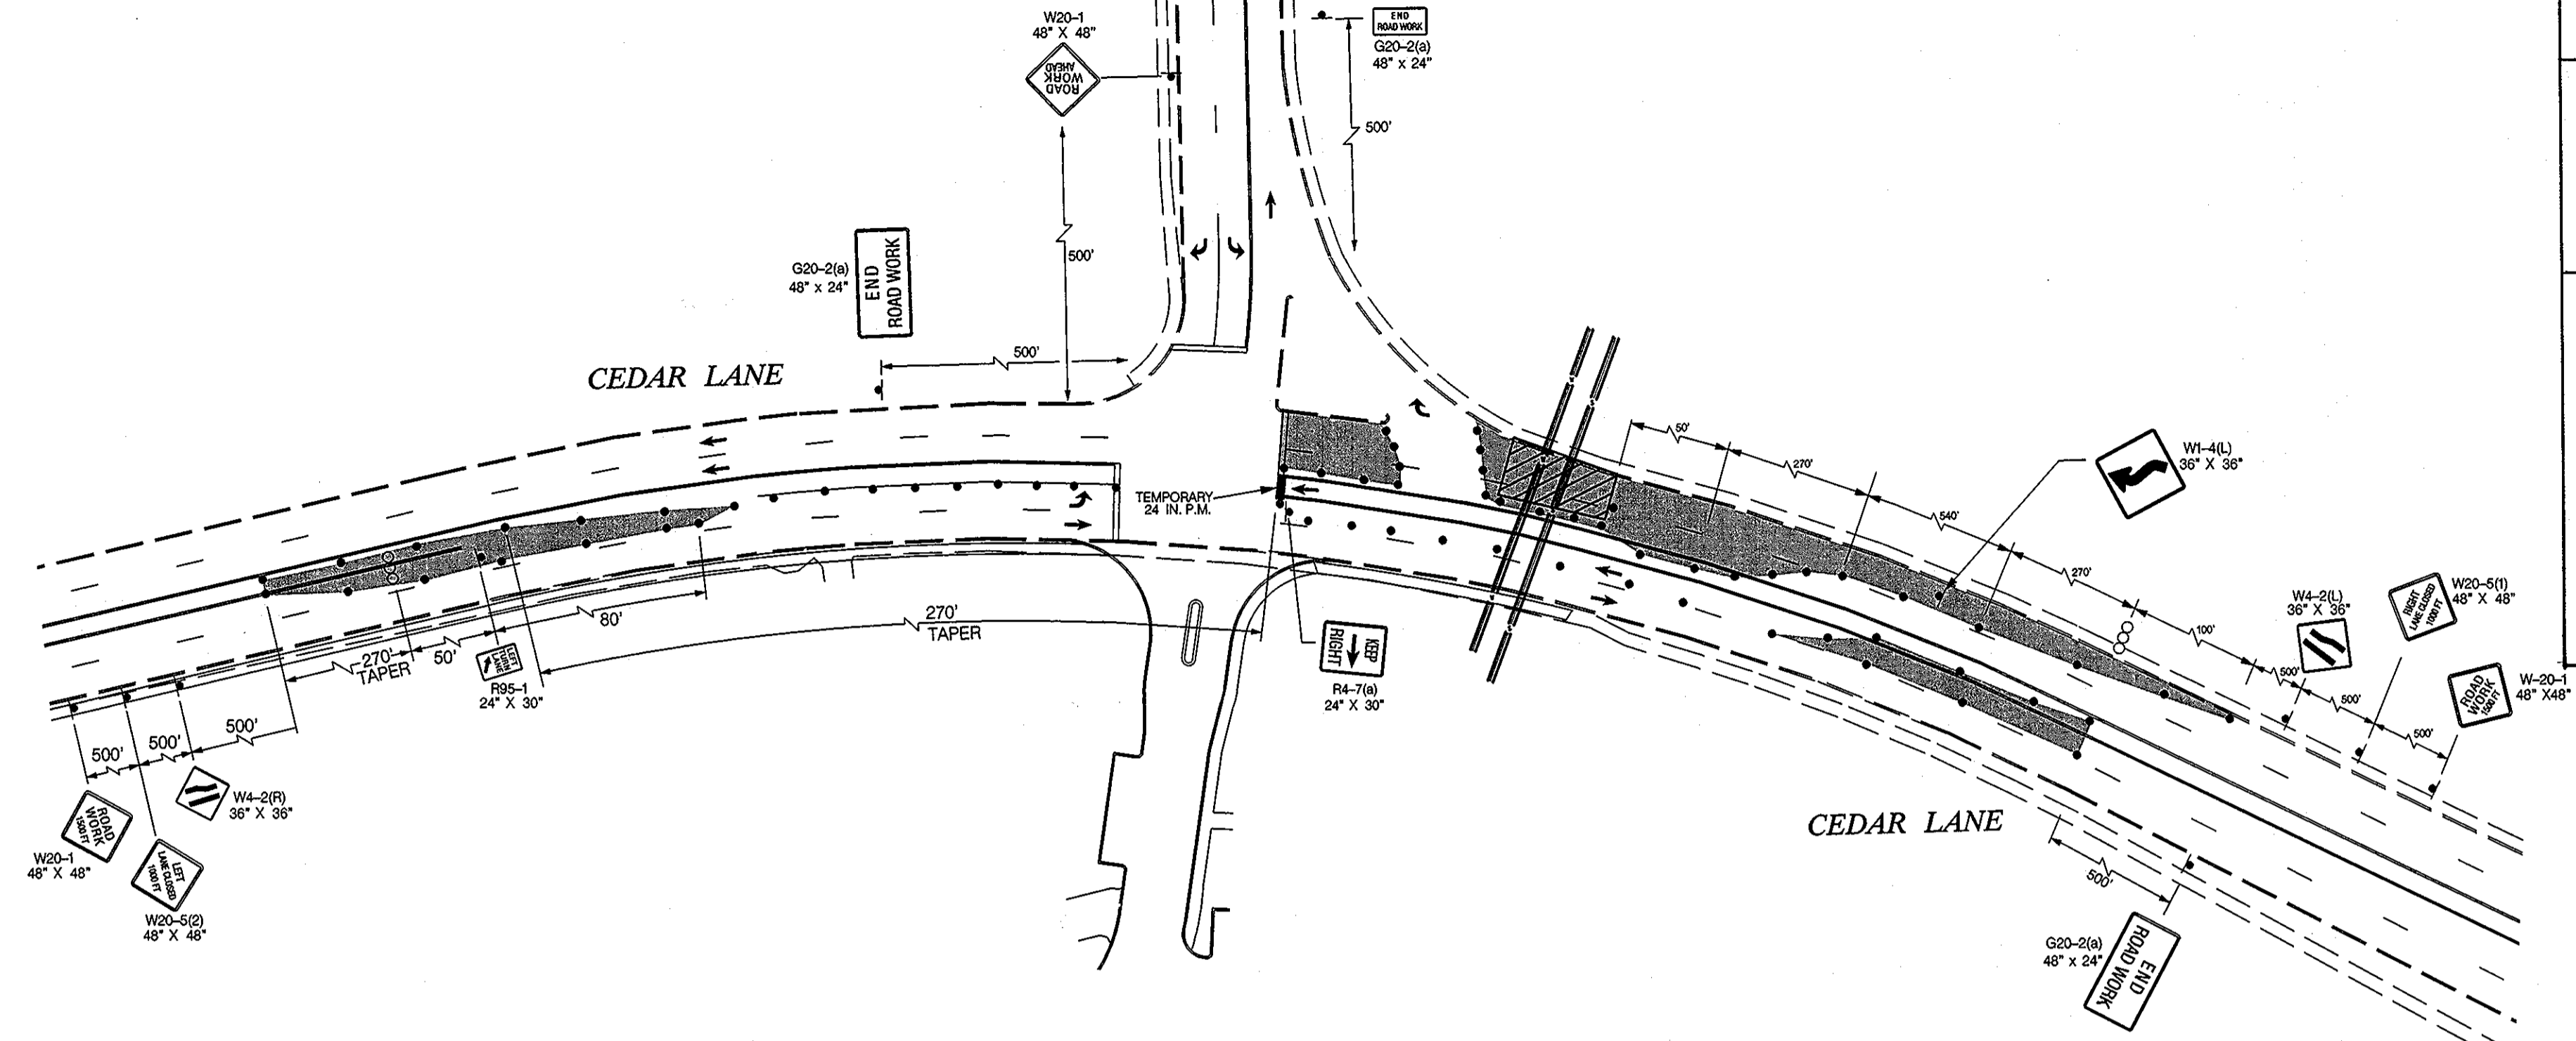 W20-1
48" X 48"
ROAD
WORK
AHEAD
500'
END
ROAD WORK
G20-2(a)
48" x 24"
500'
G20-2(a)
48" x 24"
END
ROAD WORK
500'
CEDAR LANE
TEMPORARY
24 IN. P.M.
50'
270'
540'
270'
100'
500'
500'
500'
W1-4(L)
36" X 36"
W4-2(L)
36" X 36"
W20-5(1)
48" X 48"
RIGHT
LANE CLOSED
1000 FT
W-20-1
48" X48"
ROAD
WORK
1500 FT
270'
TAPER
50'
80'
LEFT
TURN
LANE
R95-1
24" X 30"
270'
TAPER
KEEP
RIGHT
R4-7(a)
24" X 30"
500'
500'
500'
W4-2(R)
36" X 36"
ROAD
WORK
1500 FT
W20-1
48" X 48"
LEFT
LANE CLOSED
1000 FT
W20-5(2)
48" X 48"
CEDAR LANE
500'
G20-2(a)
48" x 24"
END
ROAD WORK